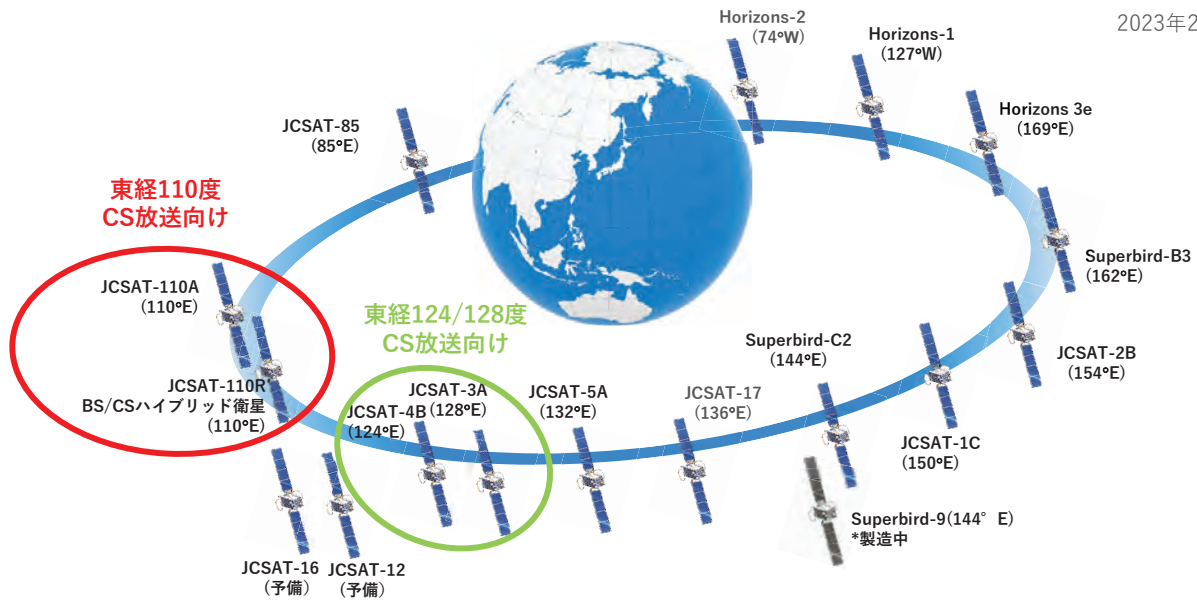 2023年2
Horizons-2
(74°W)
Horizons-1
(127°W)
Horizons 3e
(169°E)
JCSAT-85
(85°E)
東経110度
CS放送向け
Superbird-B3
(162°E)
JCSAT-110A
(110°E)
東経124/128度
CS放送向け
Superbird-C2
(144°E)
JCSAT-2B
(154°E)
JCSAT-110R
BS/CSハイブリッド衛星
(110°E)
JCSAT-3A
(128°E)
JCSAT-4B
(124°E)
JCSAT-5A
(132°E)
JCSAT-17
(136°E)
JCSAT-1C
(150°E)
Superbird-9(144°E)
*製造中
JCSAT-16
(予備)
JCSAT-12
(予備)